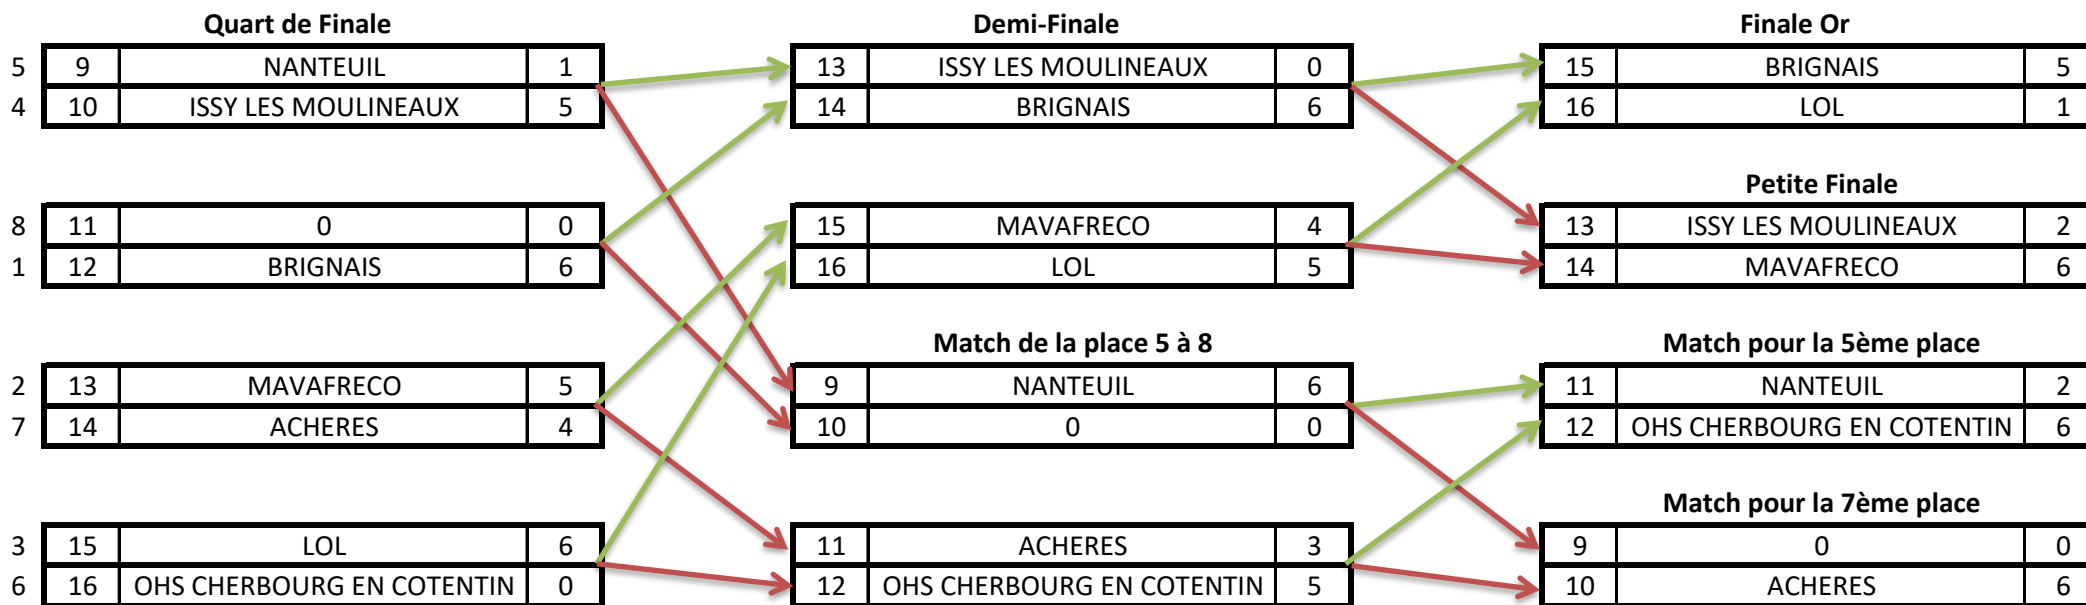 Quart de Finale Demi-Finale Finale Or
5 9 NANTEUIL 1 13 ISSY LES MOULINEAUX 0 15 BRIGNAIS 5
4 10 ISSY LES MOULINEAUX 5 14 BRIGNAIS 6 16 LOL 1
Petite Finale
8 11 0 0 15 MAVAFRECO 4 13 ISSY LES MOULINEAUX 2
1 12 BRIGNAIS 6 16 LOL 5 14 MAVAFRECO 6
Match de la place 5 à 8 Match pour la 5ème place
2 13 MAVAFRECO 5 9 NANTEUIL 6 11 NANTEUIL 2
7 14 ACHERES 4 10 0 0 12 OHS CHERBOURG EN COTENTIN 6
Match pour la 7ème place
3 15 LOL 6 11 ACHERES 3 9 0 0
6 16 OHS CHERBOURG EN COTENTIN 0 12 OHS CHERBOURG EN COTENTIN 5 10 ACHERES 6